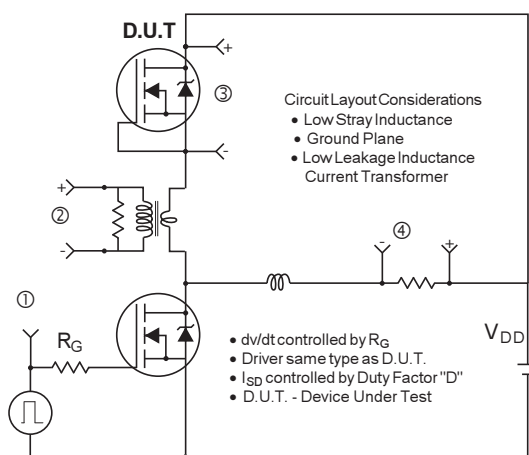 D.U.T
+
③
-
Circuit Layout Considerations
• Low Stray Inductance
• Ground Plane
• Low Leakage Inductance
Current Transformer
+
②
-
-
④
+
①
RG
VDD
• dv/dt controlled by RG
• Driver same type as D.U.T.
• ISD controlled by Duty Factor "D"
• D.U.T. - Device Under Test